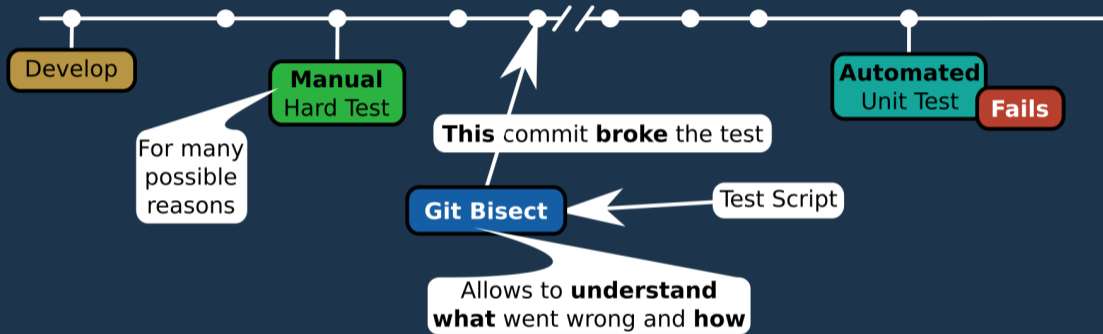 Develop
Manual
Hard Test
Automated
Unit Test
Fails
For many
possible
reasons
This commit broke the test
Git Bisect
Test Script
Allows to understand
what went wrong and how